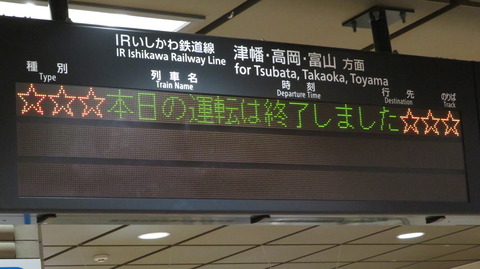 IRいしかわ鉄道線 津幡・高岡・富山 方面
IR Ishikawa Railway Line for Tsubata, Takaoka, Toyama
種別 列車名 時刻 行先 のりば
Type Train Name Departure Time Destination Track
☆☆☆本日の運転は終了しました☆☆☆